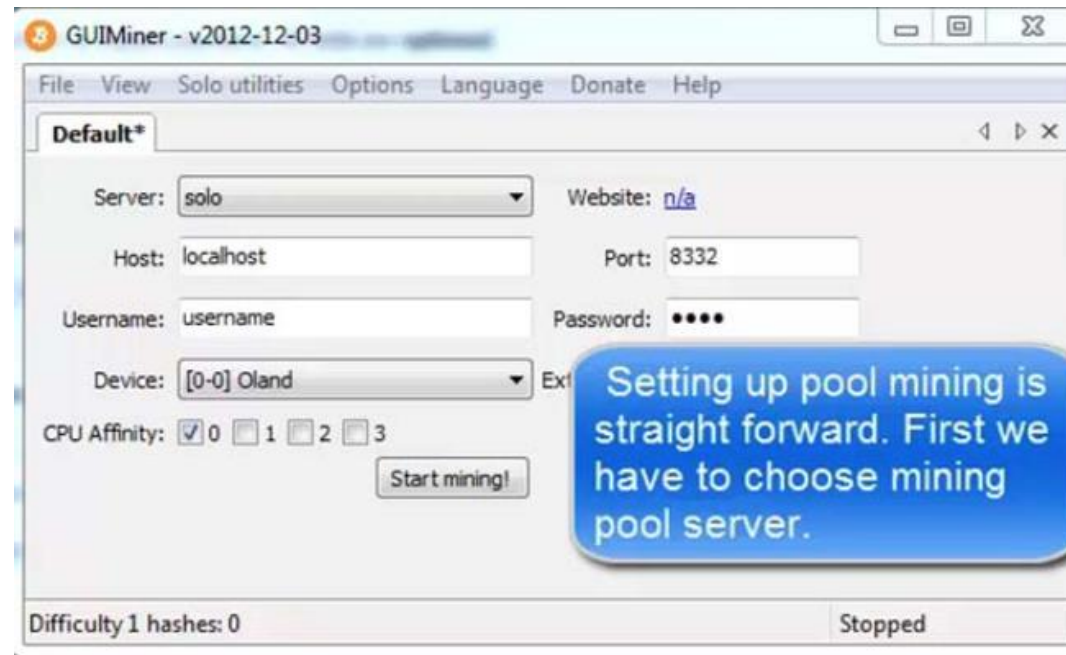 GUIMiner - v2012-12-03
File View Solo utilities Options Language Donate Help
Default*
Server: solo Website: n/a
Host: localhost Port: 8332
Username: username Password: ••••
Device: [0-0] Oland
CPU Affinity: 0 1 2 3
Start mining!
Setting up pool mining is
straight forward. First we
have to choose mining
pool server.
Difficulty 1 hashes: 0 Stopped